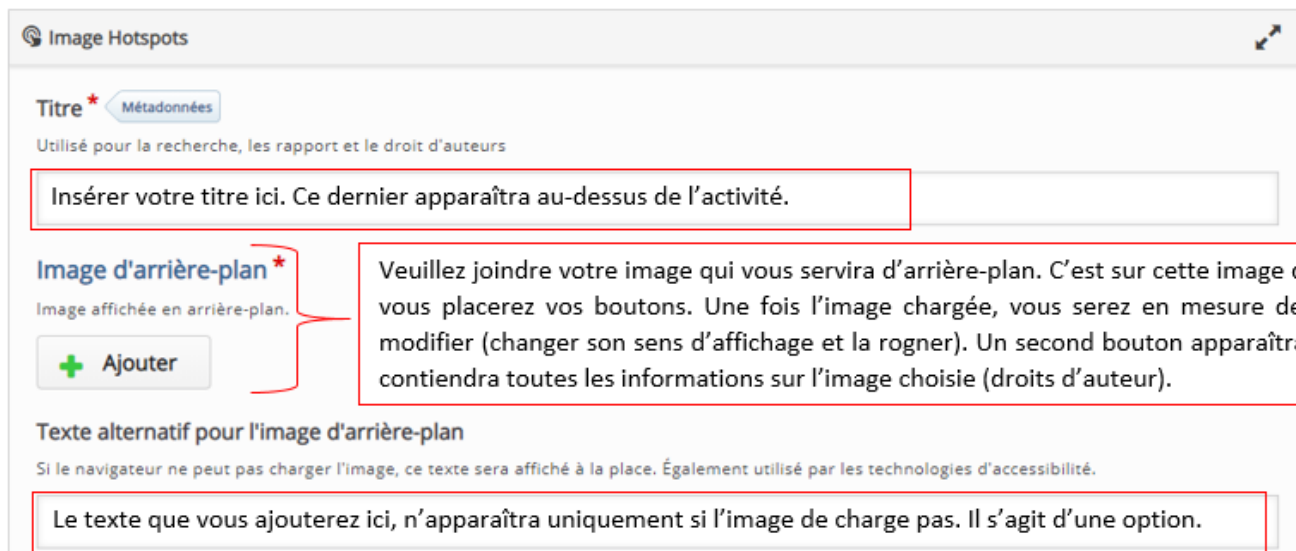 Image Hotspots
Titre * Métadonnées
Utilisé pour la recherche, les rapport et le droit d'auteurs
Insérer votre titre ici. Ce dernier apparaîtra au-dessus de l’activité.
Image d'arrière-plan *
Image affichée en arrière-plan.
Ajouter
Veuillez joindre votre image qui vous servira d’arrière-plan. C’est sur cette image
vous placerez vos boutons. Une fois l’image chargée, vous serez en mesure de
modifier (changer son sens d’affichage et la rogner). Un second bouton apparaîtra
contiendra toutes les informations sur l’image choisie (droits d’auteur).
Texte alternatif pour l'image d'arrière-plan
Si le navigateur ne peut pas charger l'image, ce texte sera affiché à la place. Également utilisé par les technologies d'accessibilité.
Le texte que vous ajouterez ici, n’apparaîtra uniquement si l’image de charge pas. Il s’agit d’une option.